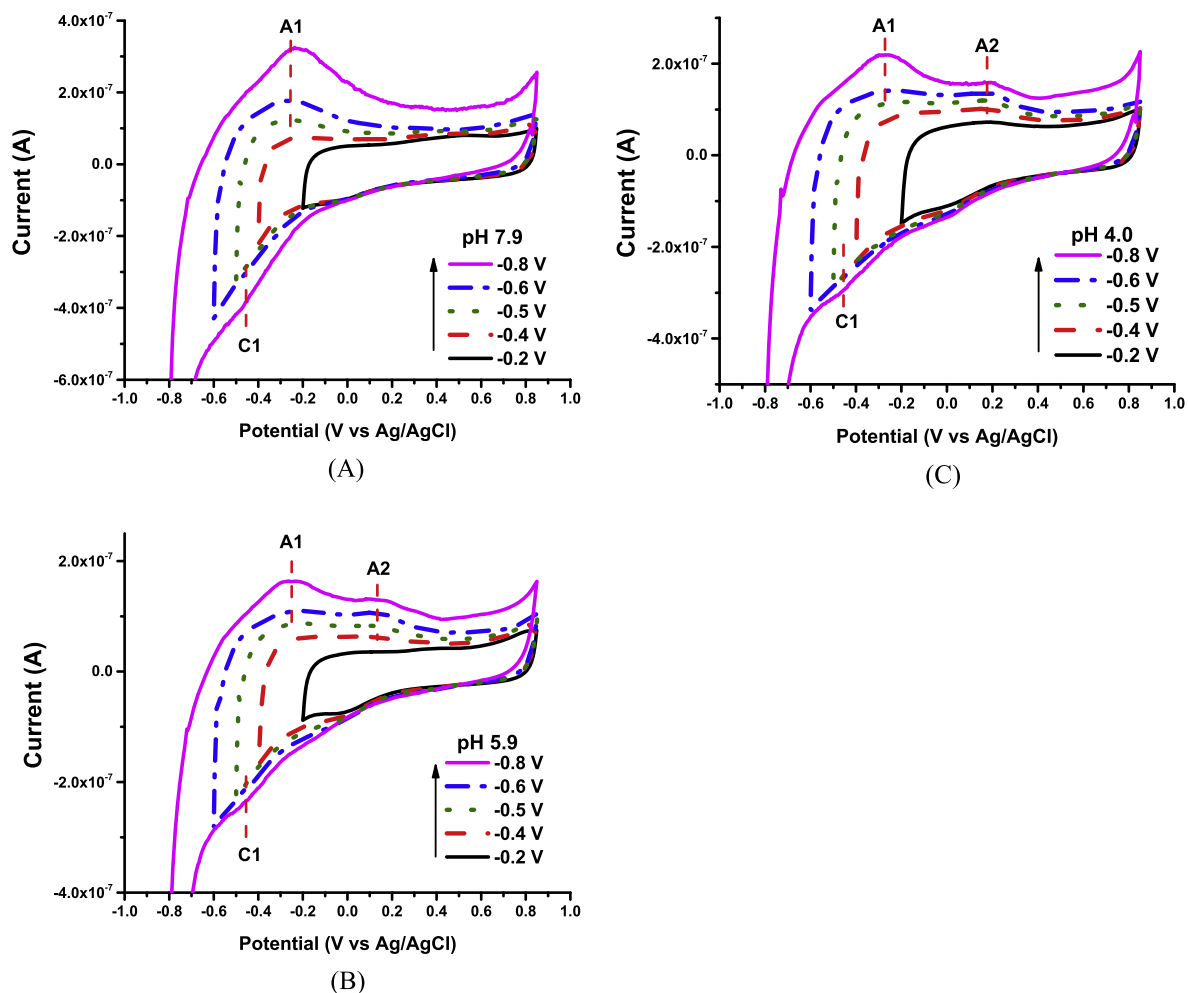 4.0x10⁻⁷
2.0x10⁻⁷
0.0
-2.0x10⁻⁷
-4.0x10⁻⁷
-6.0x10⁻⁷
Current (A)
A1
C1
pH 7.9
-0.8 V
-0.6 V
-0.5 V
-0.4 V
-0.2 V
-1.0 -0.8 -0.6 -0.4 -0.2 0.0 0.2 0.4 0.6 0.8 1.0
Potential (V vs Ag/AgCl)
(A)
4.0x10⁻⁷
2.0x10⁻⁷
0.0
-2.0x10⁻⁷
-4.0x10⁻⁷
Current (A)
A1
A2
C1
pH 4.0
-0.8 V
-0.6 V
-0.5 V
-0.4 V
-0.2 V
-1.0 -0.8 -0.6 -0.4 -0.2 0.0 0.2 0.4 0.6 0.8 1.0
Potential (V vs Ag/AgCl)
(C)
2.0x10⁻⁷
0.0
-2.0x10⁻⁷
-4.0x10⁻⁷
Current (A)
A1
A2
C1
pH 5.9
-0.8 V
-0.6 V
-0.5 V
-0.4 V
-0.2 V
-1.0 -0.8 -0.6 -0.4 -0.2 0.0 0.2 0.4 0.6 0.8 1.0
Potential (V vs Ag/AgCl)
(B)